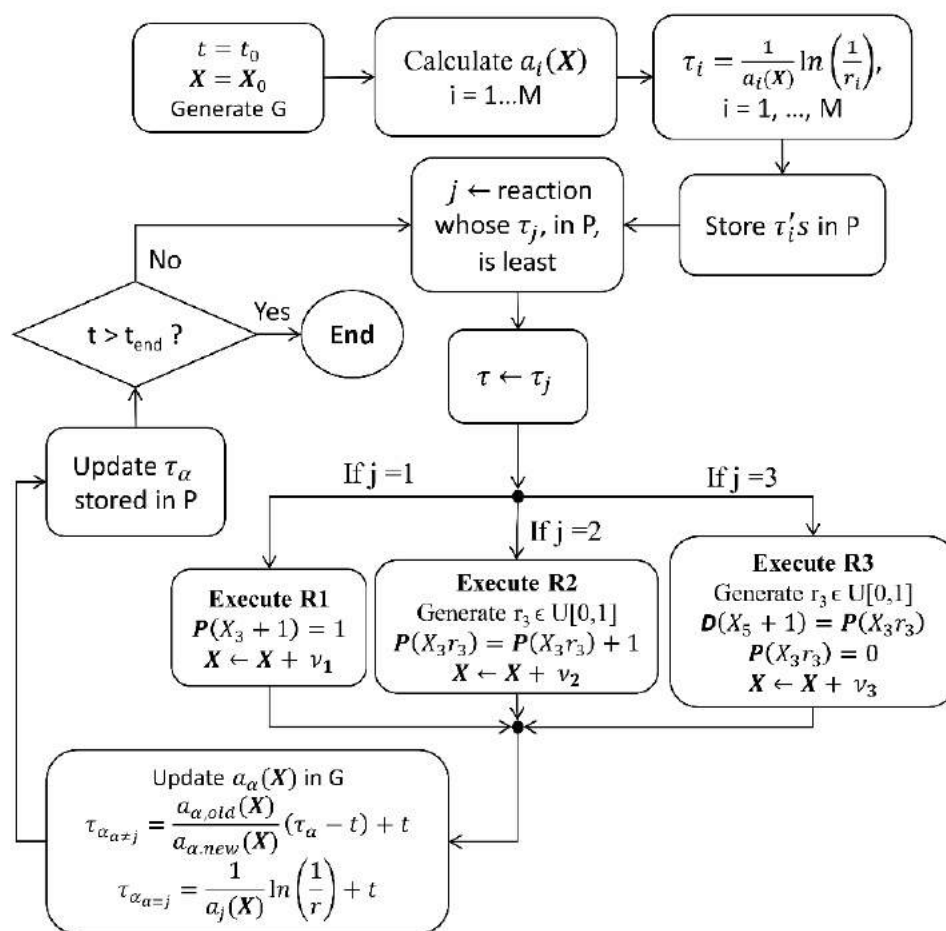 t = t₀
X = X₀
Generate G
Calculate aᵢ(X)
i = 1...M
τᵢ = 1/aᵢ(X) ln (1/rᵢ),
i = 1, ..., M
j ← reaction
whose τⱼ, in P,
is least
Store τᵢ's in P
No
t > t_end ?
Yes
End
τ ← τⱼ
Update τ_α
stored in P
If j =1
If j =2
If j =3
Execute R1
P(X₃ + 1) = 1
X ← X + ν₁
Execute R2
Generate r₃ ϵ U[0,1]
P(X₃r₃) = P(X₃r₃) + 1
X ← X + ν₂
Execute R3
Generate r₃ ϵ U[0,1]
D(X₅ + 1) = P(X₃r₃)
P(X₃r₃) = 0
X ← X + ν₃
Update a_α(X) in G
τ_α_α≠j = a_α,old(X)/a_α.new(X) (τ_α − t) + t
τ_α_α=j = 1/aⱼ(X) ln (1/r) + t